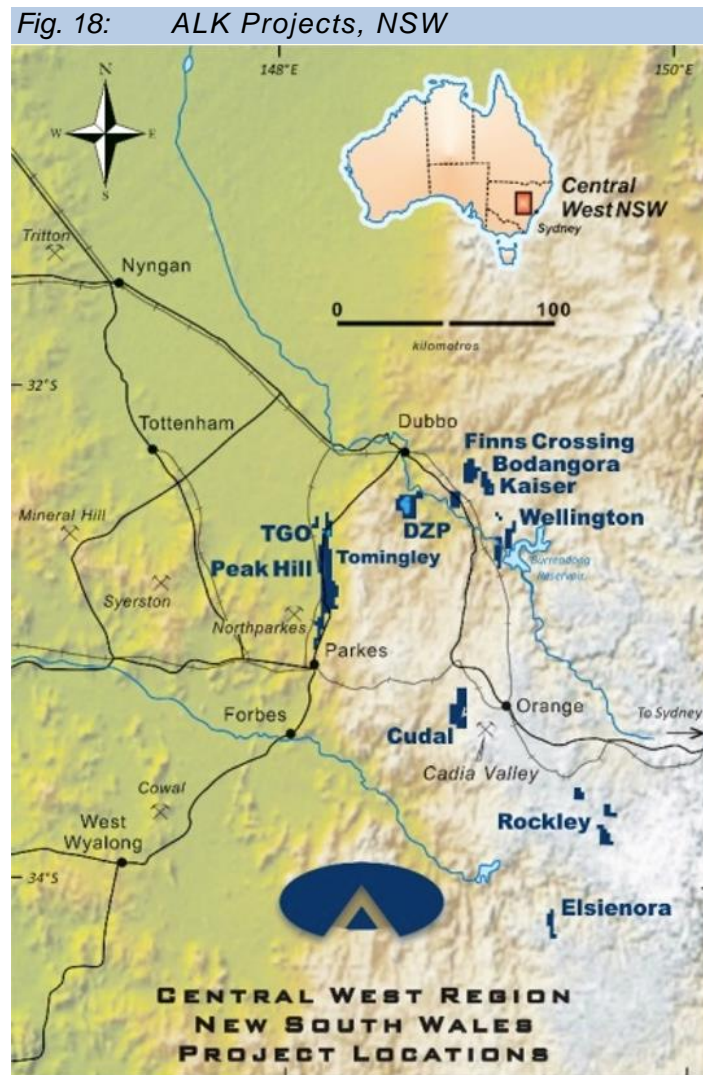 Fig. 18: ALK Projects, NSW
148°E
150°E
N
W
E
S
Central
West NSW
Sydney
Tritton
Nyngan
0
100
kilometres
32°S
Tottenham
Dubbo
Finns Crossing
Bodangora
Kaiser
Mineral Hill
TGO
DZP
Wellington
Peak Hill
Tomingley
Burrendong
Reservoir
Syerston
Northparkes
Parkes
Forbes
Orange
To Sydney
Cudal
Cadia Valley
Cowal
West
Wyalong
Rockley
34°S
Elsienora
CENTRAL WEST REGION
NEW SOUTH WALES
PROJECT LOCATIONS